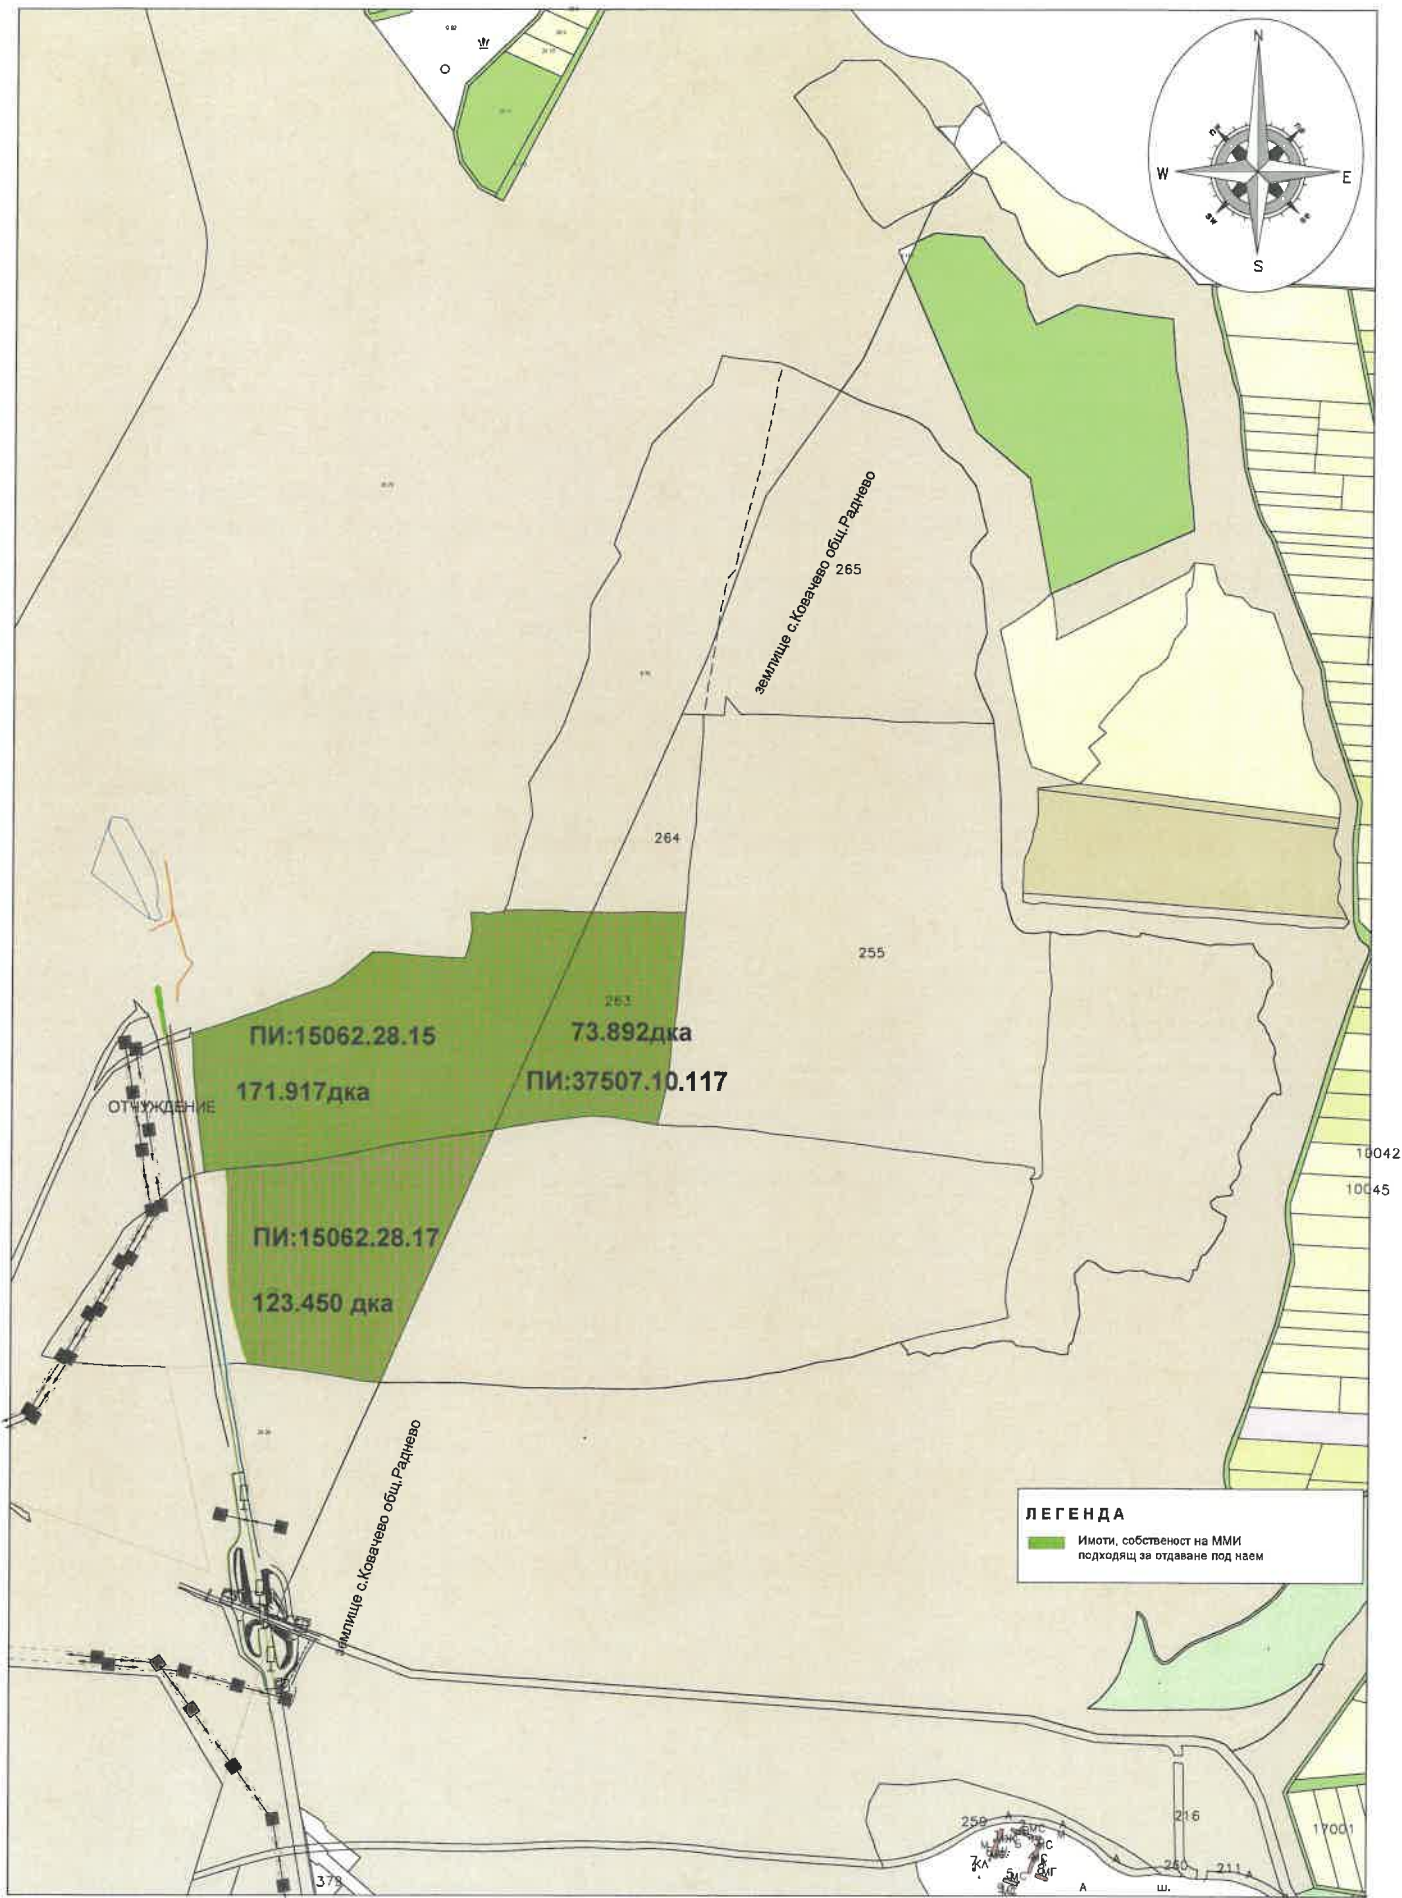 N
W
E
S
землище с.Ковачево общ.Раднево
265
264
255
263
ПИ:15062.28.15
73.892дка
171.917дка
ПИ:37507.10.117
ОТЧУЖДЕНИЕ
10042
10045
ПИ:15062.28.17
123.450 дка
землище с.Ковачево общ.Раднево
ЛЕГЕНДА
Имоти, собственост на ММИ
подходящ за отдаване под наем
259
216
17001
260
211
379
А
ш.